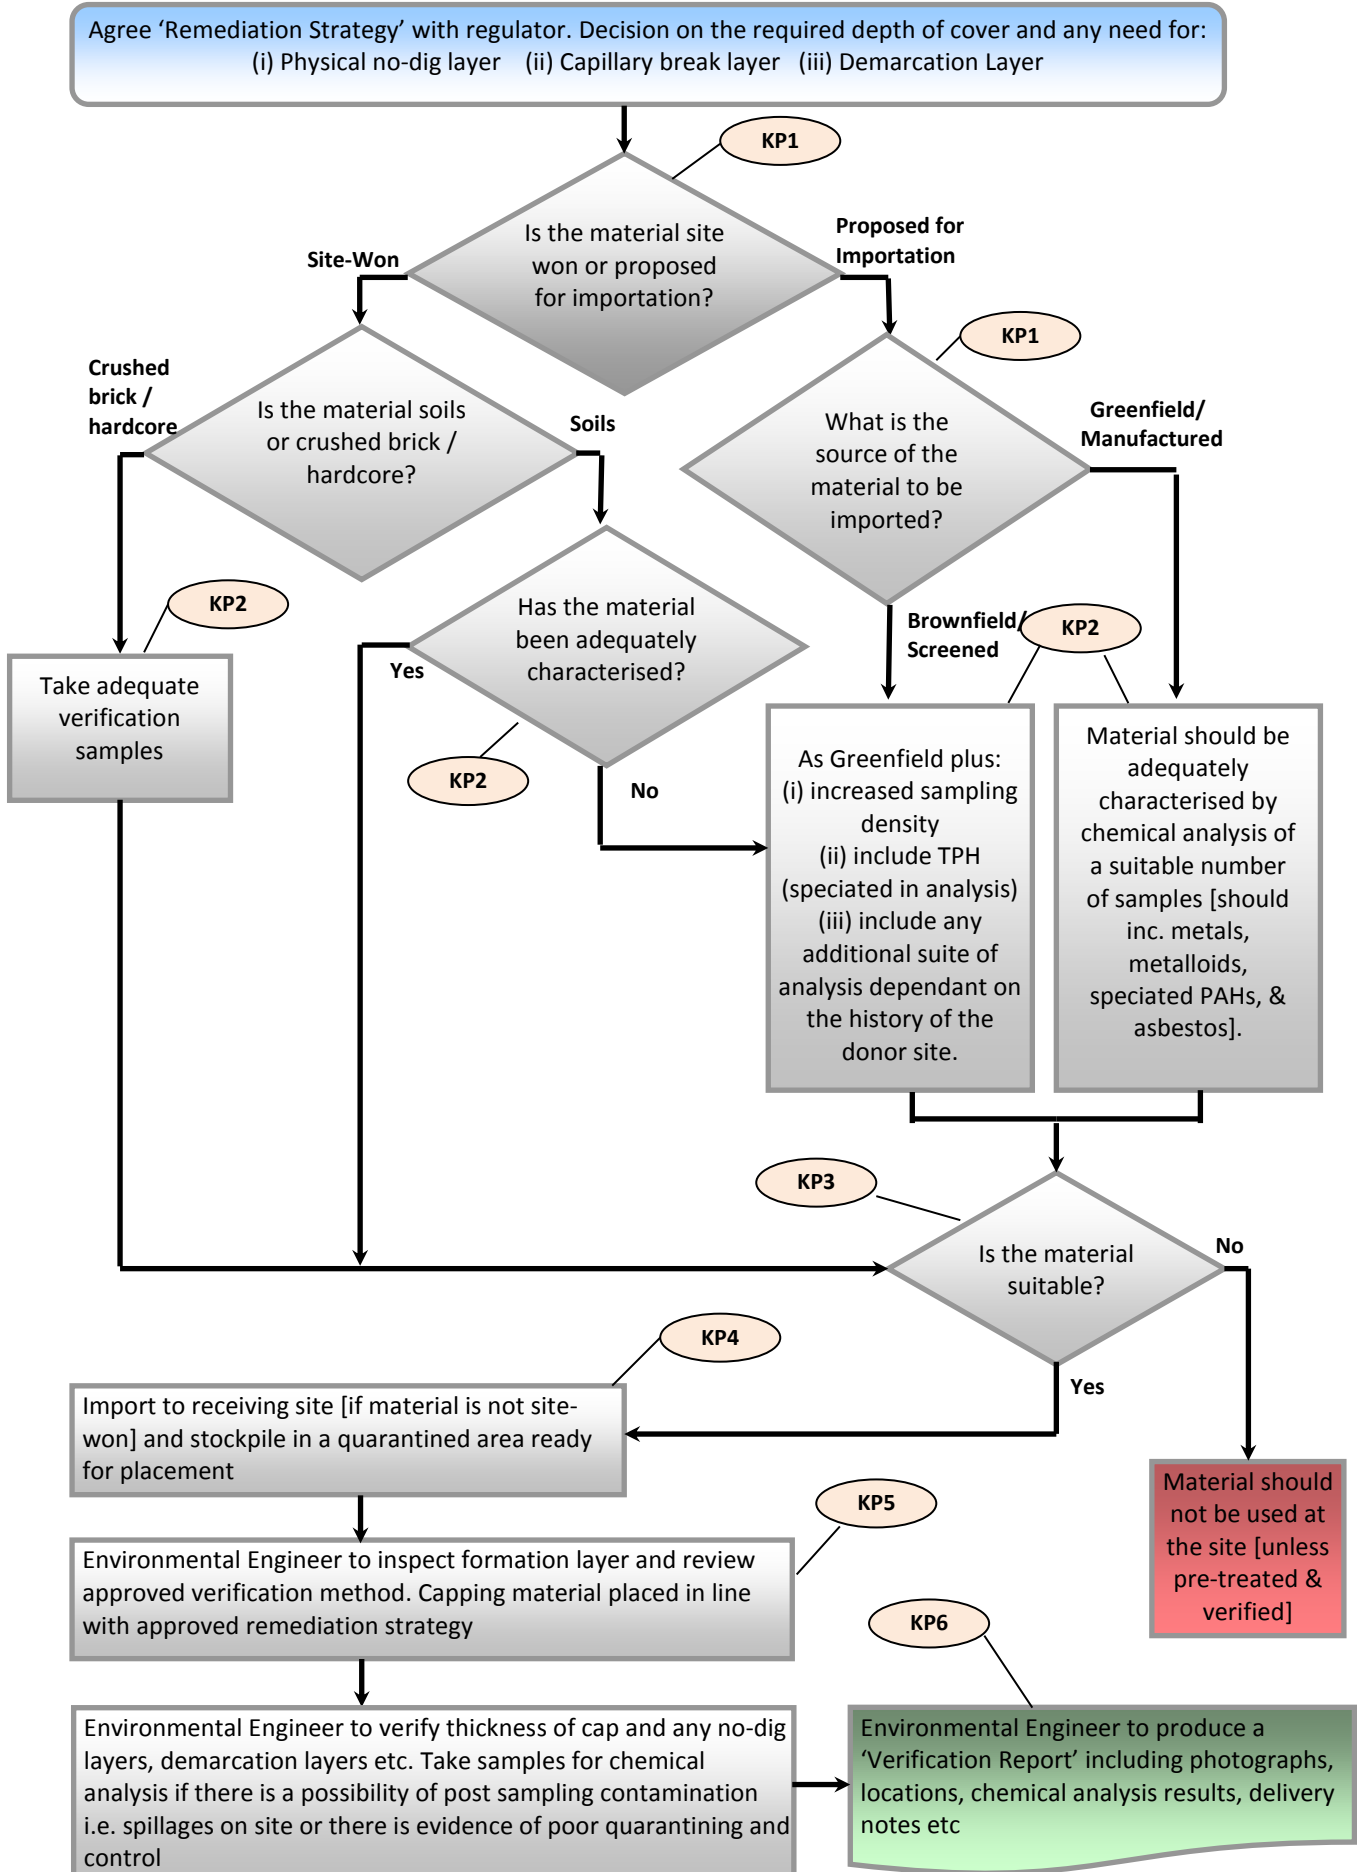 Agree ‘Remediation Strategy’ with regulator. Decision on the required depth of cover and any need for:
(i) Physical no-dig layer (ii) Capillary break layer (iii) Demarcation Layer
KP1
Is the material site
won or proposed
for importation?
Site-Won
Proposed for
Importation
KP1
Crushed
brick /
hardcore
Is the material soils
or crushed brick /
hardcore?
Soils
What is the
source of the
material to be
imported?
Greenfield/
Manufactured
KP2
Has the material
been adequately
characterised?
Yes
KP2
No
Brownfield/
Screened
KP2
Take adequate
verification
samples
As Greenfield plus:
(i) increased sampling
density
(ii) include TPH
(speciated in analysis)
(iii) include any
additional suite of
analysis dependant on
the history of the
donor site.
Material should be
adequately
characterised by
chemical analysis of
a suitable number
of samples [should
inc. metals,
metalloids,
speciated PAHs, &
asbestos].
KP3
Is the material
suitable?
No
Yes
KP4
Import to receiving site [if material is not site-
won] and stockpile in a quarantined area ready
for placement
Material should
not be used at
the site [unless
pre-treated &
verified]
KP5
Environmental Engineer to inspect formation layer and review
approved verification method. Capping material placed in line
with approved remediation strategy
KP6
Environmental Engineer to verify thickness of cap and any no-dig
layers, demarcation layers etc. Take samples for chemical
analysis if there is a possibility of post sampling contamination
i.e. spillages on site or there is evidence of poor quarantining and
control
Environmental Engineer to produce a
‘Verification Report’ including photographs,
locations, chemical analysis results, delivery
notes etc